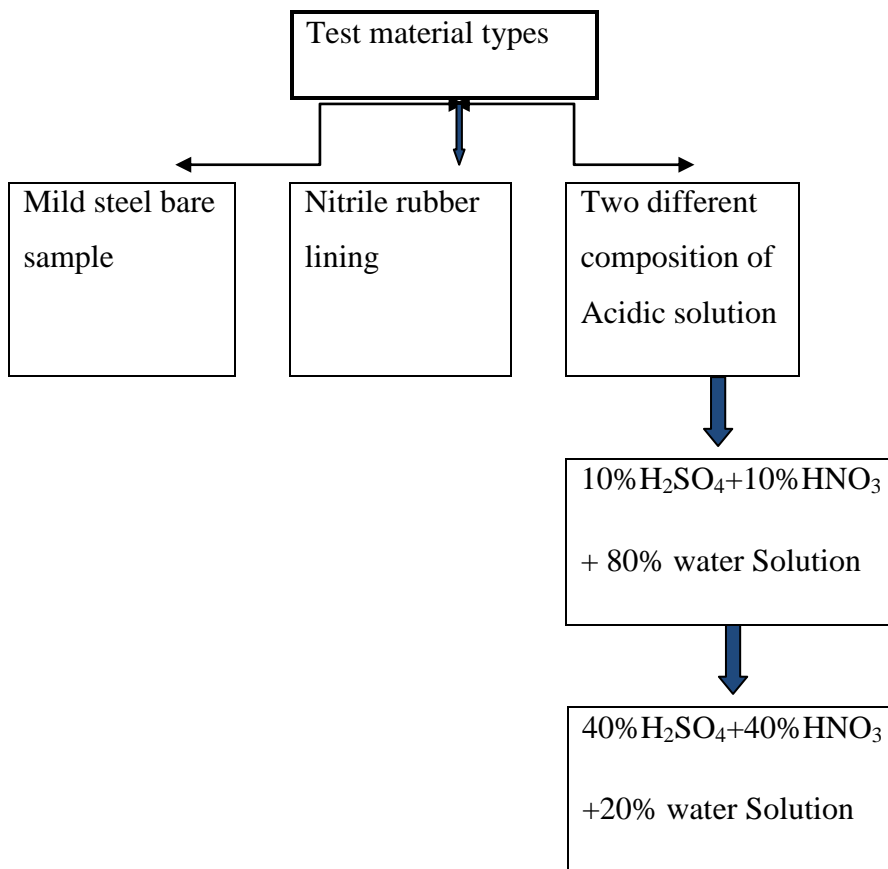 Test material types
Mild steel bare
sample
Nitrile rubber
lining
Two different
composition of
Acidic solution
10%H₂SO₄+10%HNO₃
+ 80% water Solution
40%H₂SO₄+40%HNO₃
+20% water Solution